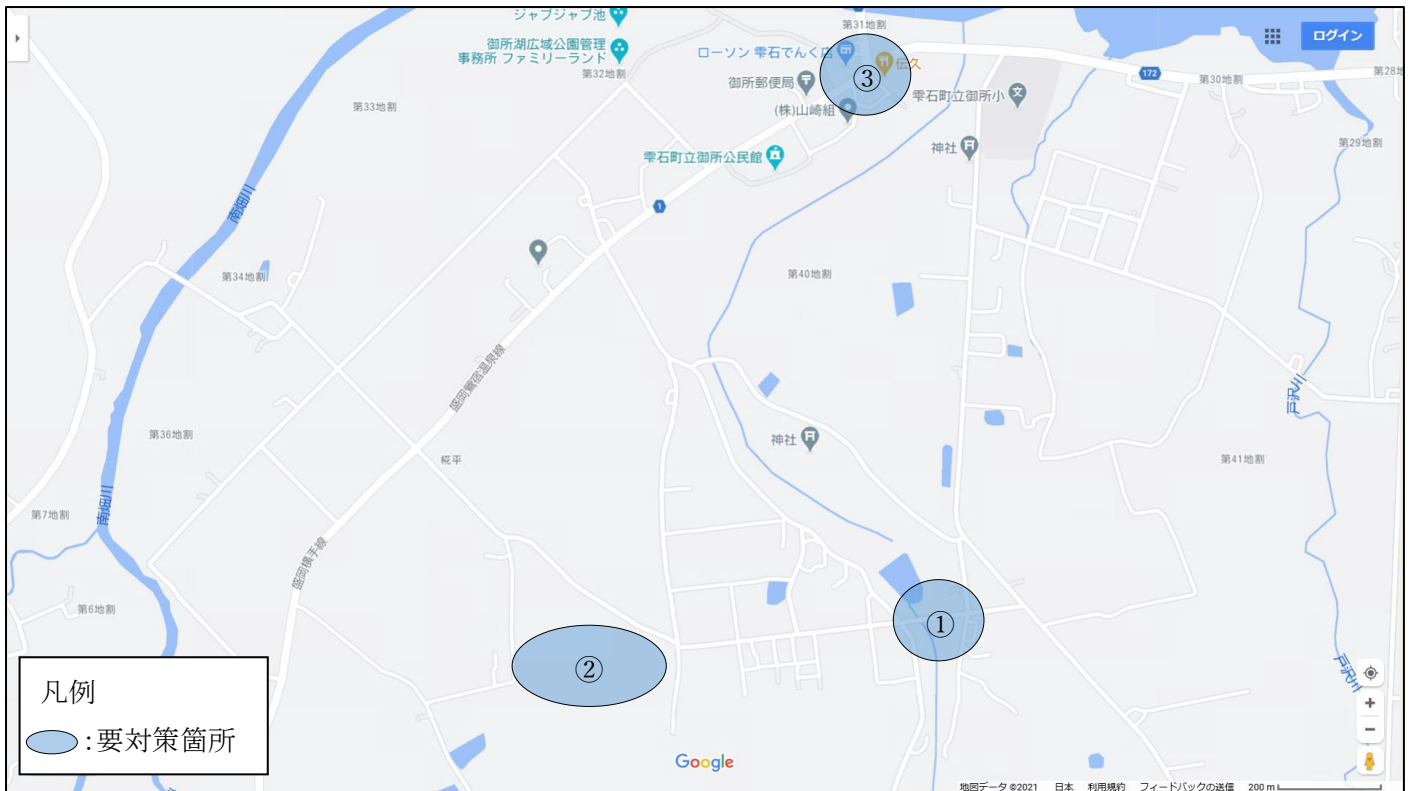 ジャブジャブ池
第31地割
ログイン
御所湖広域公園管理
事務所 ファミリーランド
第32地割
ローソン 雫石でんく店
伝久
③
172
第30地割
第28地
御所郵便局
雫石町立御所小
第33地割
(株)山崎組
神社
第29地割
雫石町立御所公民館
南畑川
1
第34地割
第40地割
盛岡鶯宿温泉線
戸沢川
第36地割
椛平
神社
第41地割
南畑川
第7地割
盛岡横手線
第6地割
①
②
戸沢川
凡例
:要対策箇所
Google
地図データ ©2021 日本 利用規約 フィードバックの送信 200 m